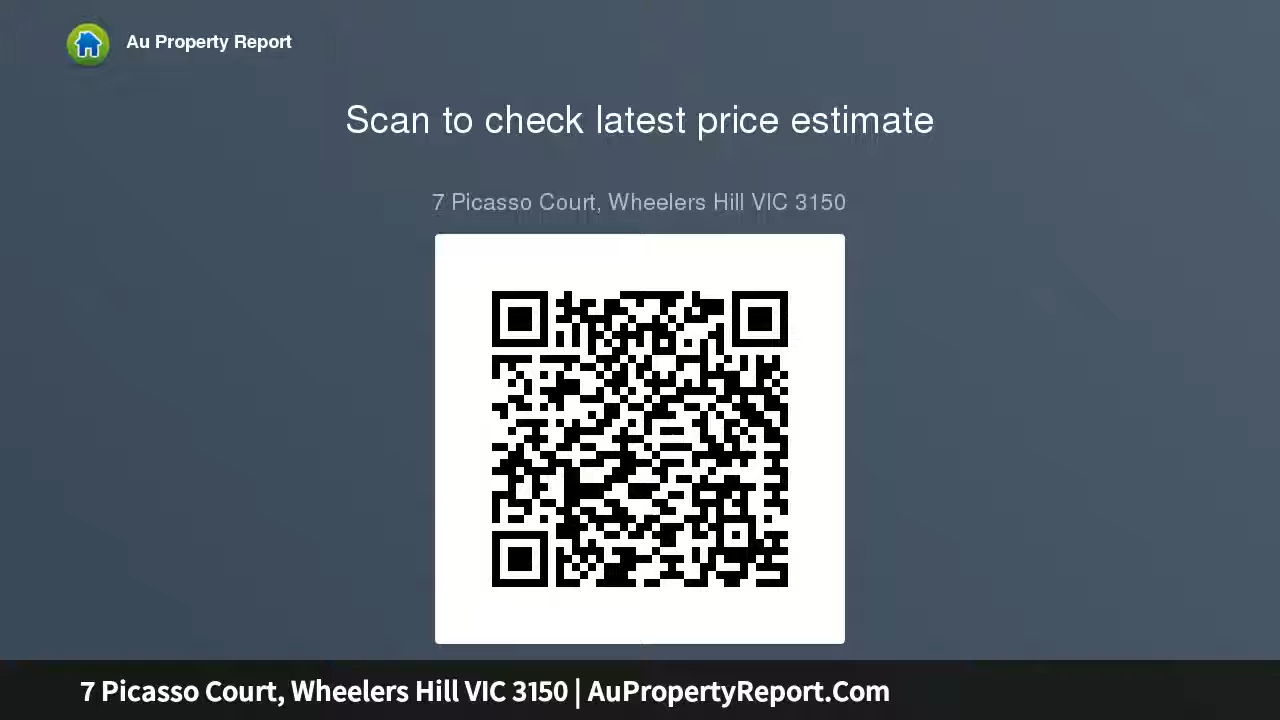 Au Property Report
Scan to check latest price estimate
7 Picasso Court, Wheelers Hill VIC 3150
7 Picasso Court, Wheelers Hill VIC 3150 | AuPropertyReport.Com